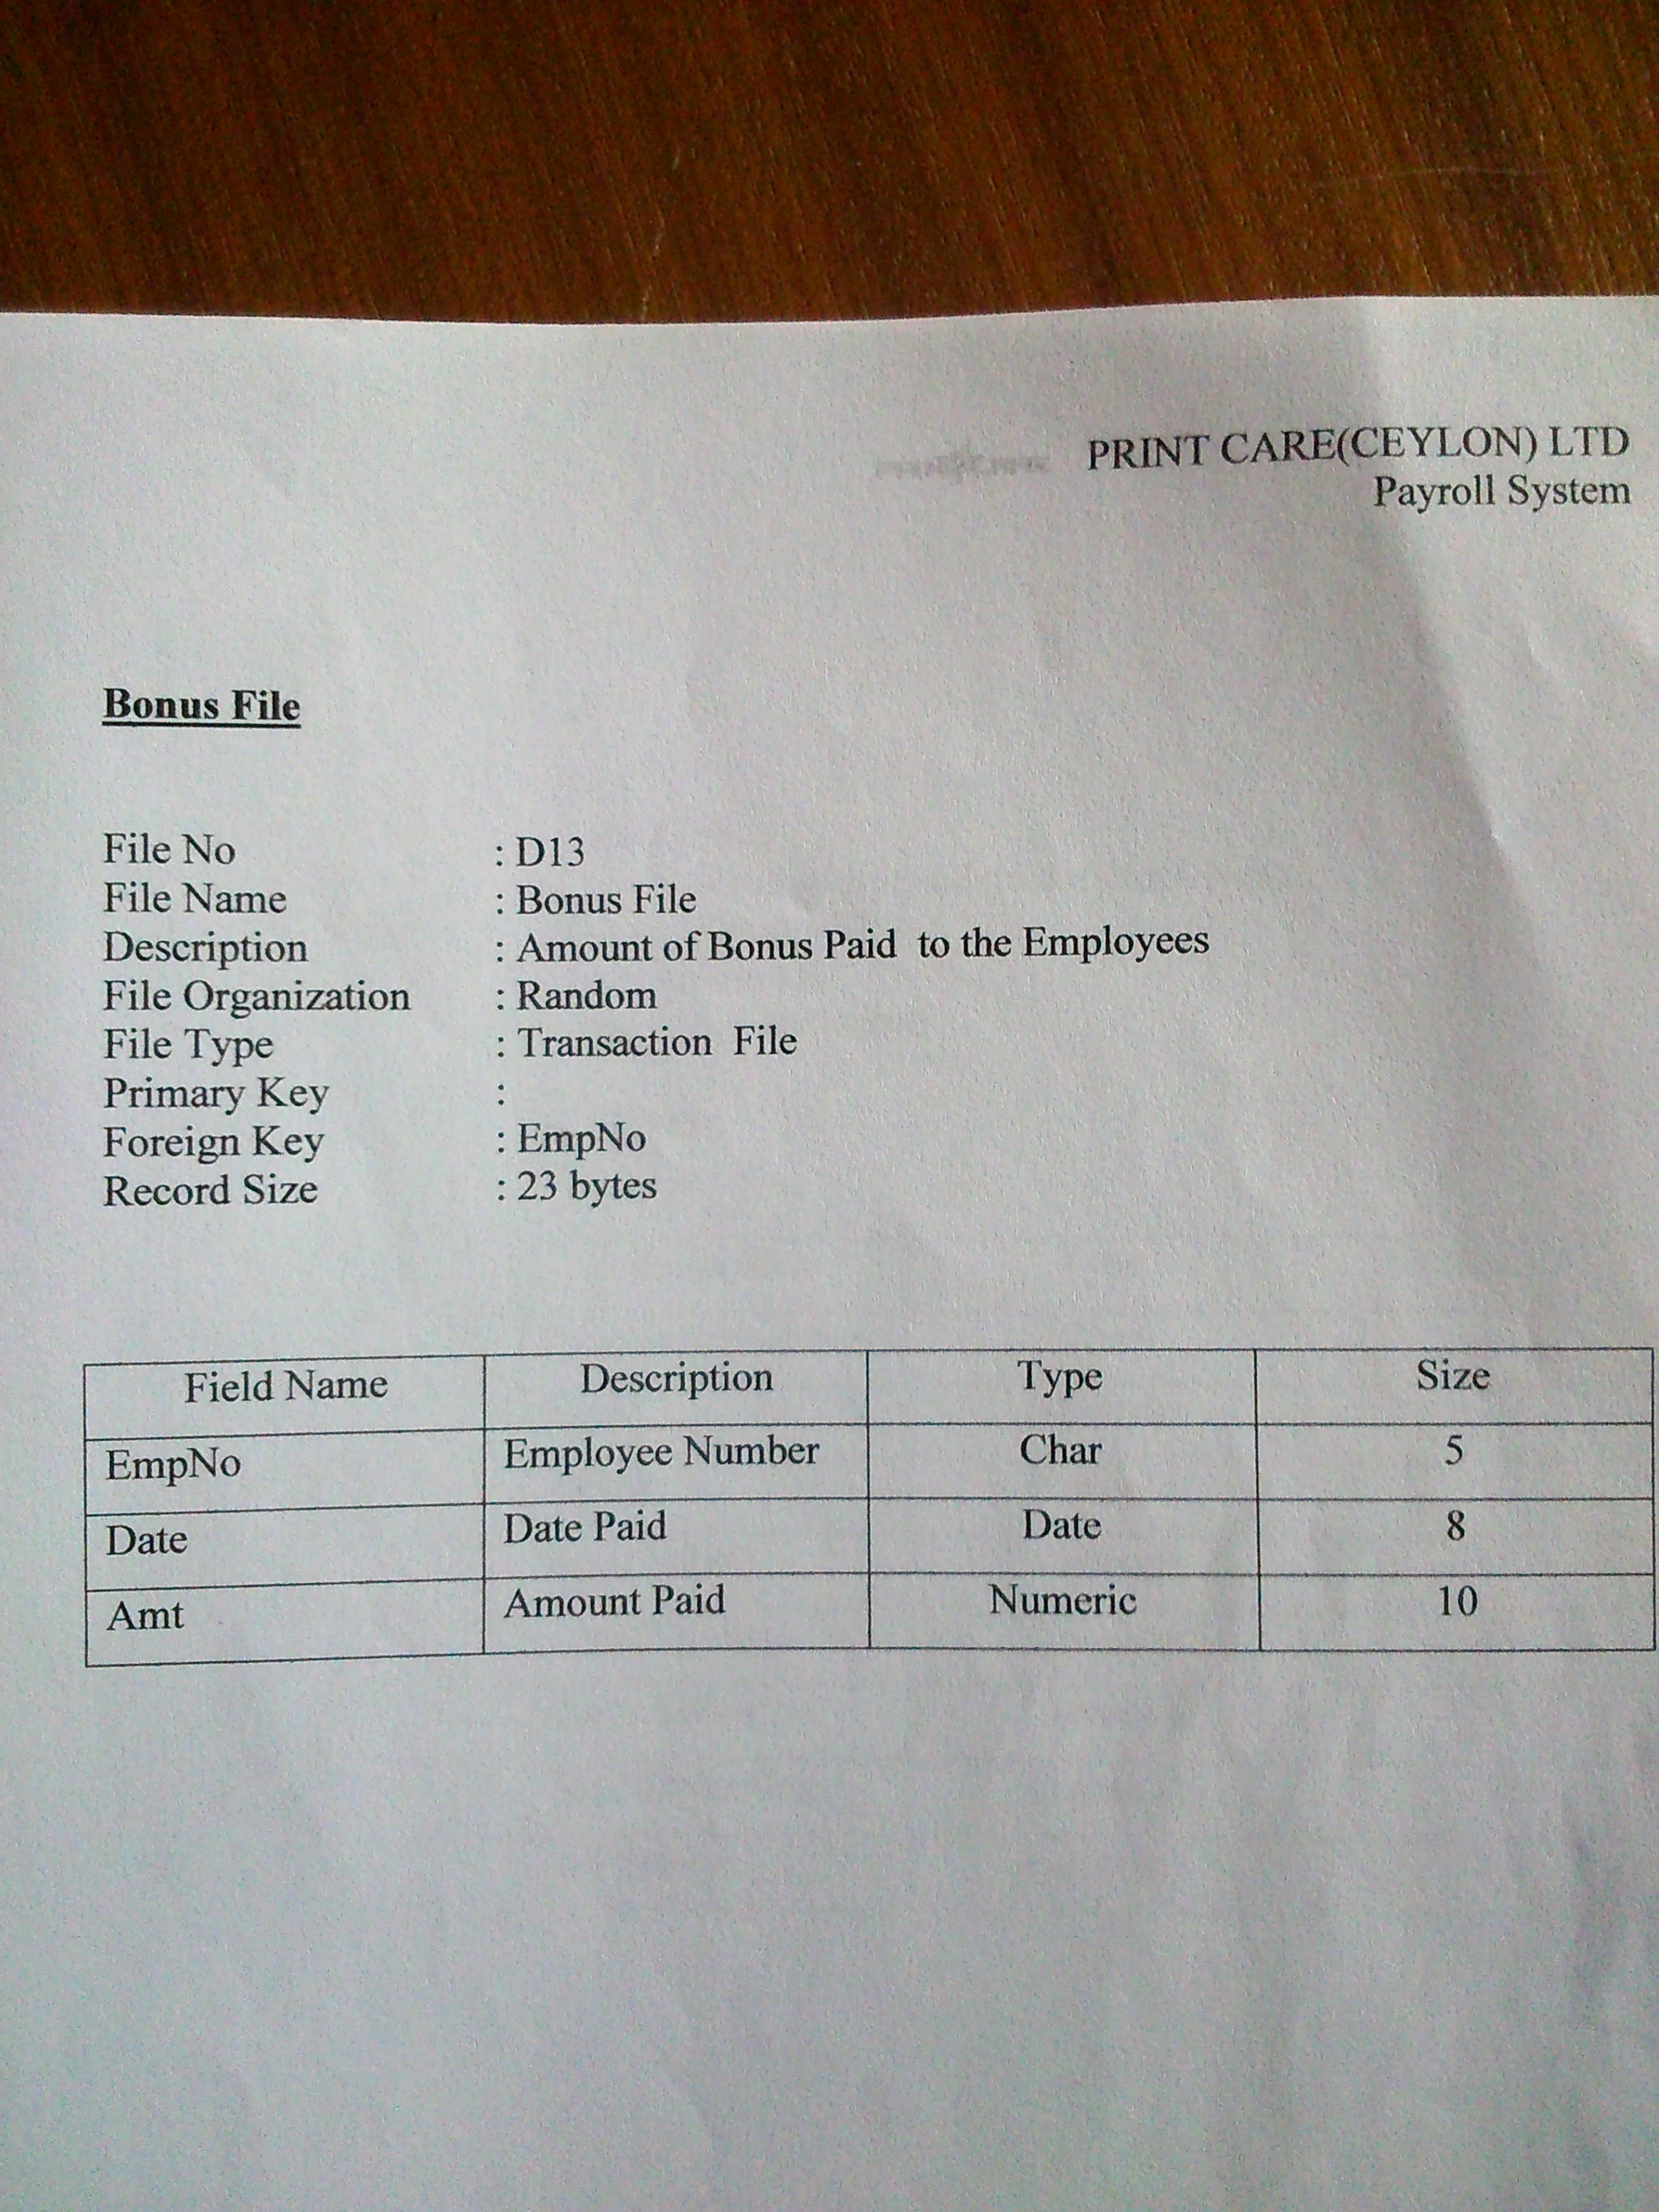 PRINT CARE(CEYLON) LTD
Payroll System
Bonus File
File No : D13
File Name : Bonus File
Description : Amount of Bonus Paid to the Employees
File Organization : Random
File Type : Transaction File
Primary Key :
Foreign Key : EmpNo
Record Size : 23 bytes
Field Name Description Type Size
EmpNo Employee Number Char 5
Date Date Paid Date 8
Amt Amount Paid Numeric 10